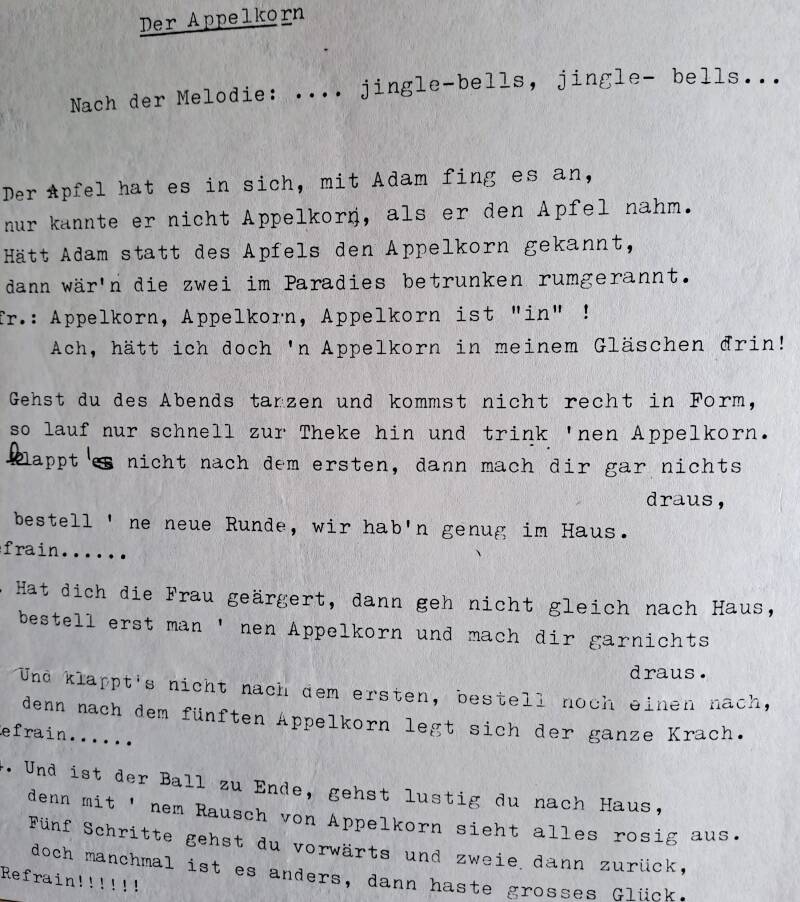 Der Appelkorn
Nach der Melodie: .... jingle-bells, jingle- bells...
Der Apfel hat es in sich, mit Adam fing es an,
nur kannte er nicht Appelkorn, als er den Apfel nahm.
Hätt Adam statt des Apfels den Appelkorn gekannt,
dann wär'n die zwei im Paradies betrunken rumgerannt.
fr.: Appelkorn, Appelkorn, Appelkorn ist "in" !
Ach, hätt ich doch 'n Appelkorn in meinem Gläschen drin!
Gehst du des Abends tanzen und kommst nicht recht in Form,
so lauf nur schnell zur Theke hin und trink 'nen Appelkorn.
klappt 'es nicht nach dem ersten, dann mach dir gar nichts
draus,
bestell ' ne neue Runde, wir hab'n genug im Haus.
efrain......
. Hat dich die Frau geärgert, dann geh nicht gleich nach Haus,
bestell erst man ' nen Appelkorn und mach dir garnichts
draus.
Und klappt's nicht nach dem ersten, bestell noch einen nach,
denn nach dem fünften Appelkorn legt sich der ganze Krach.
efrain......
. Und ist der Ball zu Ende, gehst lustig du nach Haus,
denn mit ' nem Rausch von Appelkorn sieht alles rosig aus.
Fünf Schritte gehst du vorwärts und zweie dann zurück,
doch manchmal ist es anders, dann haste grosses Glück.
Refrain!!!!!!